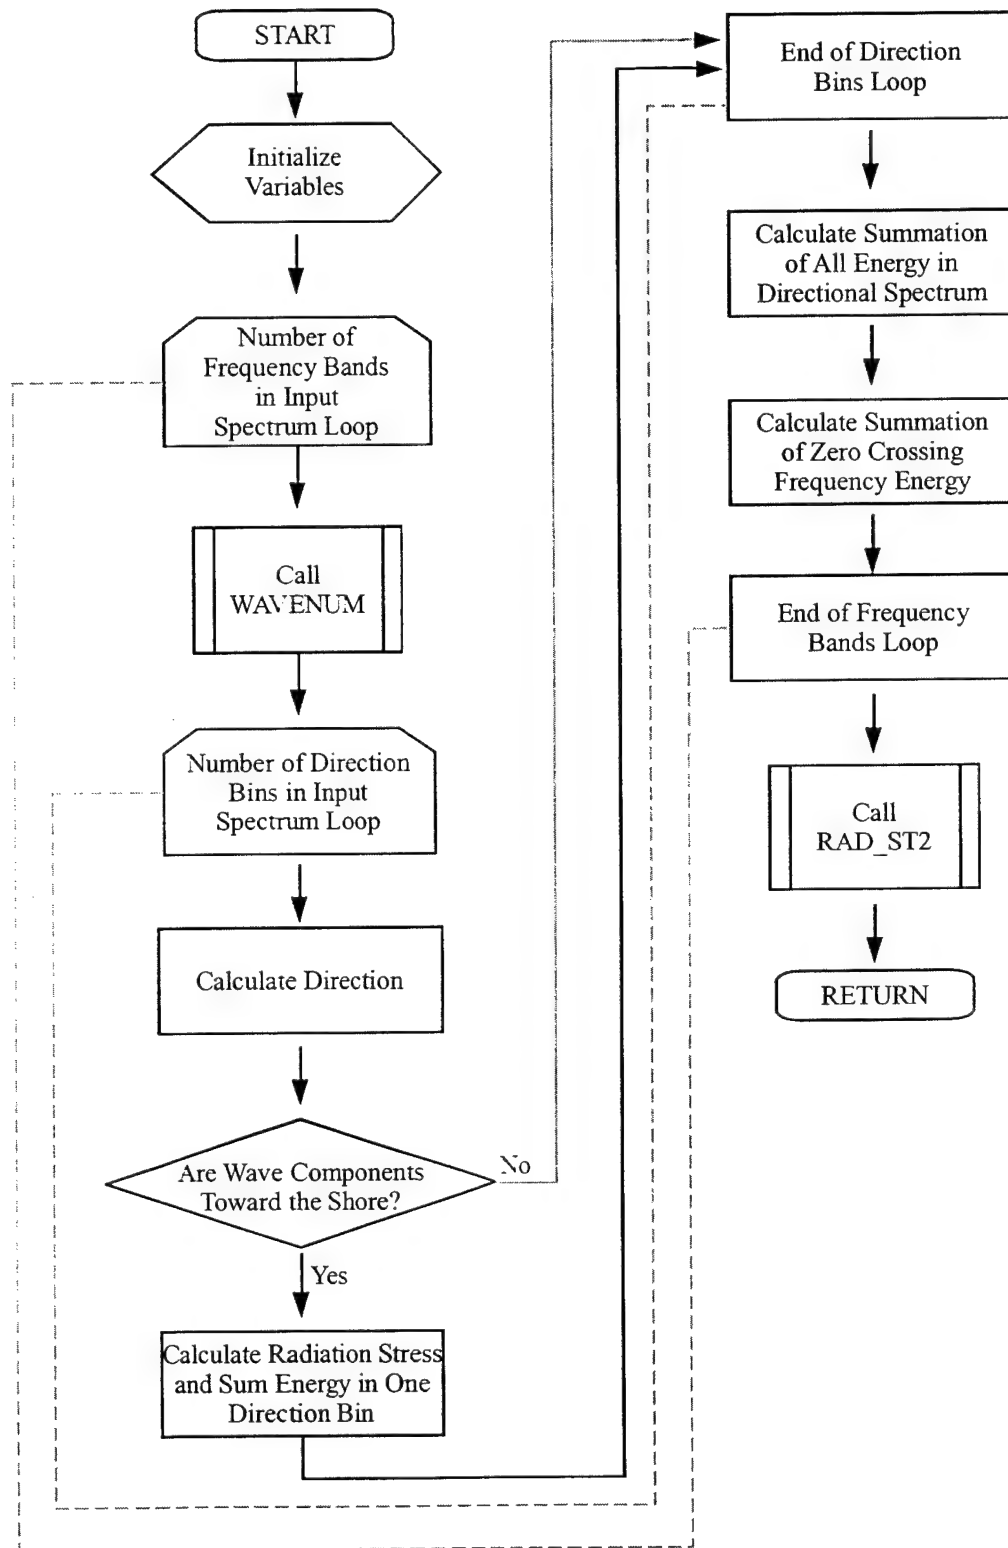 START
Initialize
Variables
Number of
Frequency Bands
in Input
Spectrum Loop
Call
WAVENUM
Number of Direction
Bins in Input
Spectrum Loop
Calculate Direction
Are Wave Components
Toward the Shore?
No
Yes
Calculate Radiation Stress
and Sum Energy in One
Direction Bin
End of Direction
Bins Loop
Calculate Summation
of All Energy in
Directional Spectrum
Calculate Summation
of Zero Crossing
Frequency Energy
End of Frequency
Bands Loop
Call
RAD_ST2
RETURN